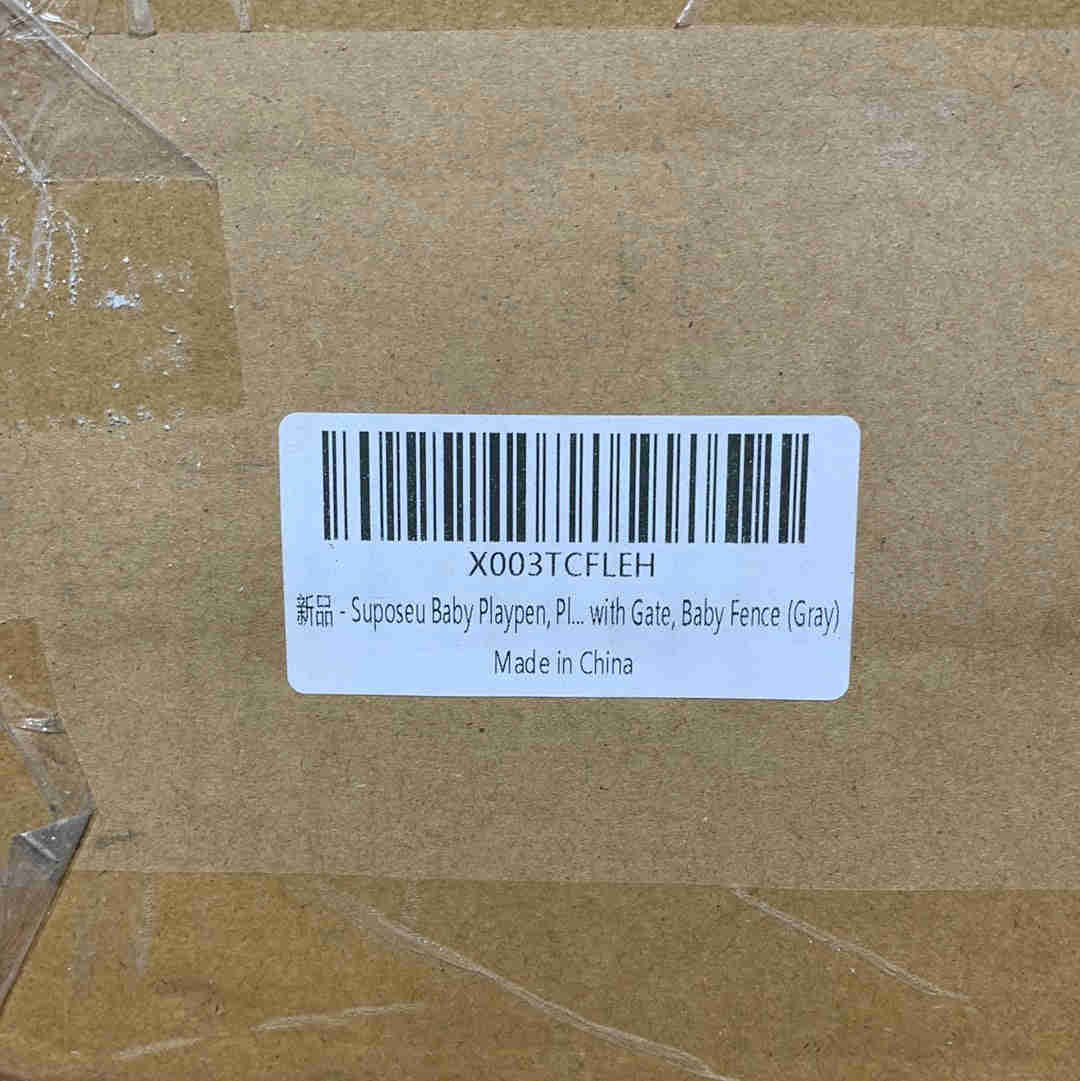 X003TCFLEH
新品 - Suposeu Baby Playpen, Pl... with Gate, Baby Fence (Gray)
Made in China